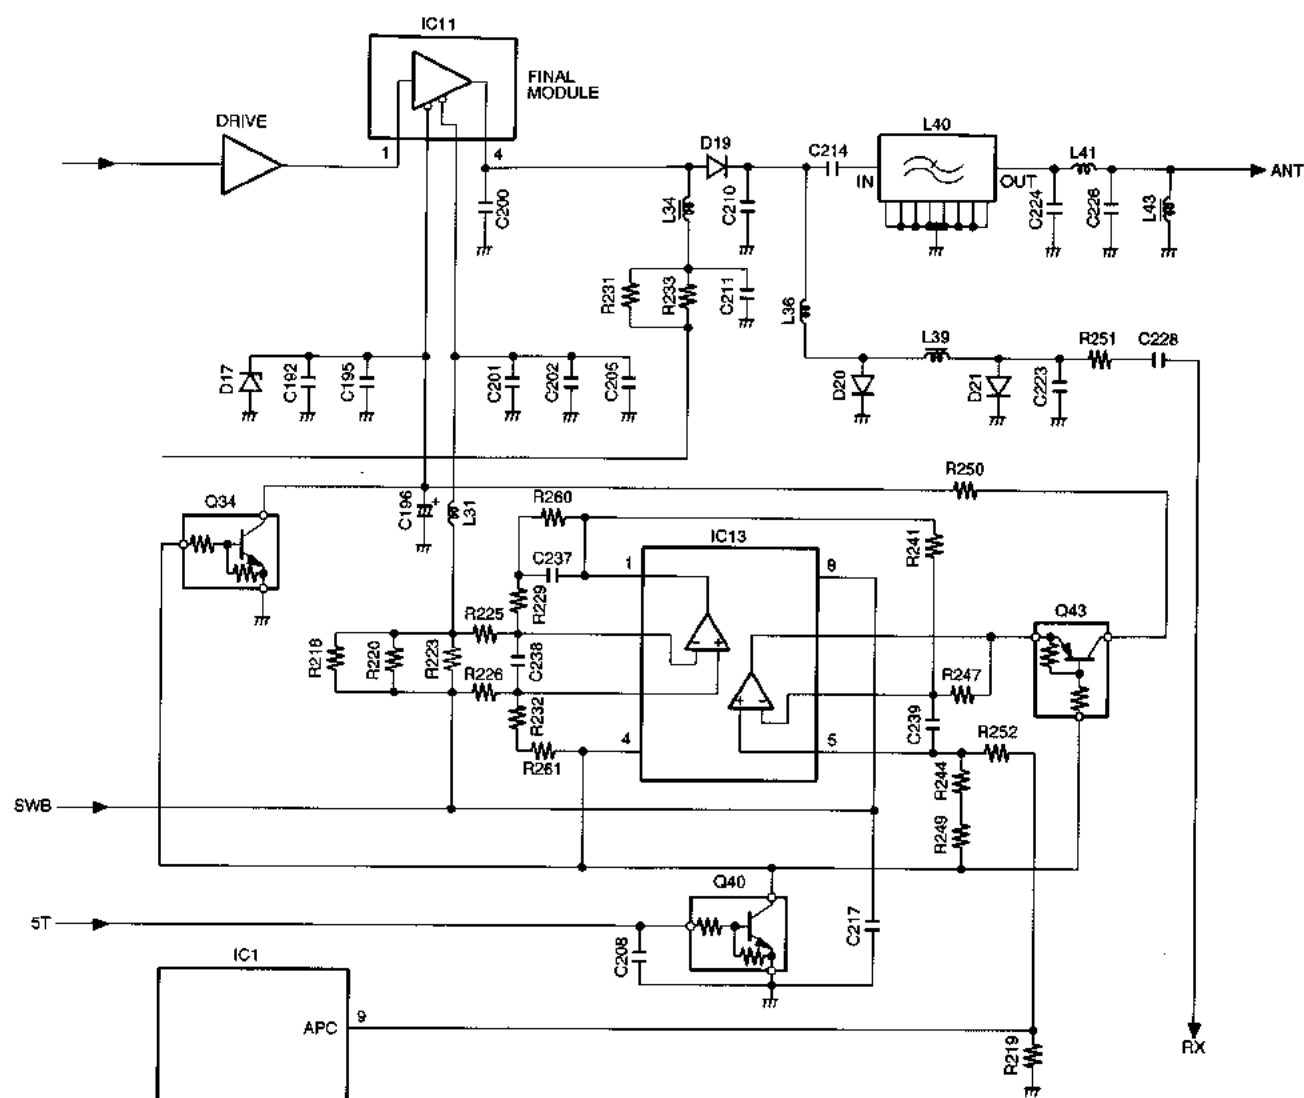 IC11
FINAL
MODULE
DRIVE
1
4
D19
C214
L40
IN
OUT
L41
ANT
C200
L34
C210
C224
C226
L43
R231
R233
C211
L36
L39
R251
C228
D17
C192
C195
C201
C202
C205
D20
D21
C223
Q34
C196
+
L31
R260
R250
IC13
R241
C237
1
8
R229
Q43
R225
R218
R220
R223
C238
R226
R247
R232
C239
R261
4
5
R252
R244
SWB
R249
Q40
5T
C208
C217
IC1
APC
9
R219
RX